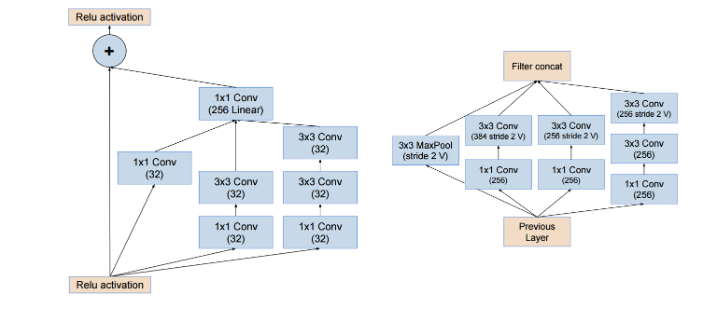 Relu activation
+
1x1 Conv
(256 Linear)
3x3 Conv
(32)
1x1 Conv
(32)
3x3 Conv
(32)
3x3 Conv
(32)
1x1 Conv
(32)
1x1 Conv
(32)
Relu activation
Filter concat
3x3 Conv
(256 stride 2 V)
3x3 MaxPool
(stride 2 V)
3x3 Conv
(384 stride 2 V)
3x3 Conv
(256 stride 2 V)
3x3 Conv
(256)
1x1 Conv
(256)
1x1 Conv
(256)
1x1 Conv
(256)
Previous
Layer